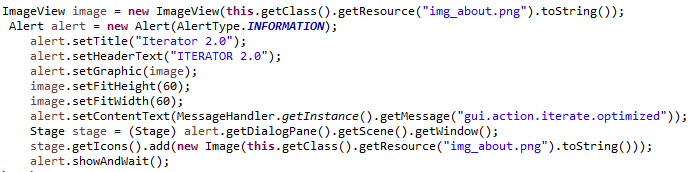 ImageView image = new ImageView(this.getClass().getResource("img_about.png").toString());
Alert alert = new Alert(AlertType.INFORMATION);
alert.setTitle("Iterator 2.0");
alert.setHeaderText("ITERATOR 2.0");
alert.setGraphic(image);
image.setFitHeight(60);
image.setFitWidth(60);
alert.setContentText(MessageHandler.getInstance().getMessage("gui.action.iterate.optimized"));
Stage stage = (Stage) alert.getDialogPane().getScene().getWindow();
stage.getIcons().add(new Image(this.getClass().getResource("img_about.png").toString()));
alert.showAndWait();